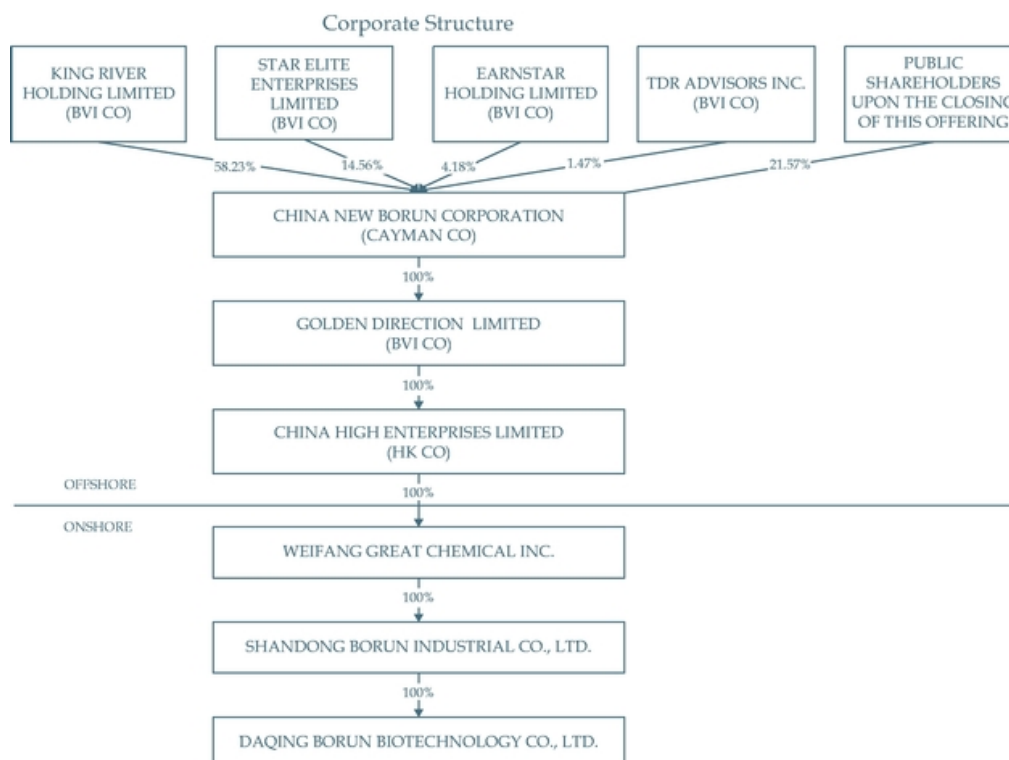 Corporate Structure
KING RIVER
HOLDING LIMITED
(BVI CO)
STAR ELITE
ENTERPRISES
LIMITED
(BVI CO)
EARNSTAR
HOLDING LIMITED
(BVI CO)
TDR ADVISORS INC.
(BVI CO)
PUBLIC
SHAREHOLDERS
UPON THE CLOSING
OF THIS OFFERING
58.23%
14.56%
4.18%
1.47%
21.57%
CHINA NEW BORUN CORPORATION
(CAYMAN CO)
100%
GOLDEN DIRECTION LIMITED
(BVI CO)
100%
CHINA HIGH ENTERPRISES LIMITED
(HK CO)
OFFSHORE
100%
ONSHORE
WEIFANG GREAT CHEMICAL INC.
100%
SHANDONG BORUN INDUSTRIAL CO., LTD.
100%
DAQING BORUN BIOTECHNOLOGY CO., LTD.